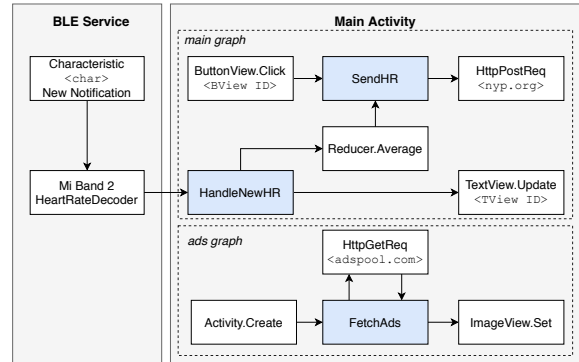 BLE Service
Main Activity
main graph
Characteristic
<char>
New Notification
ButtonView.Click
<BView ID>
SendHR
HttpPostReq
<nyp.org>
Reducer.Average
Mi Band 2
HeartRateDecoder
HandleNewHR
TextView.Update
<TView ID>
ads graph
HttpGetReq
<adspool.com>
Activity.Create
FetchAds
ImageView.Set